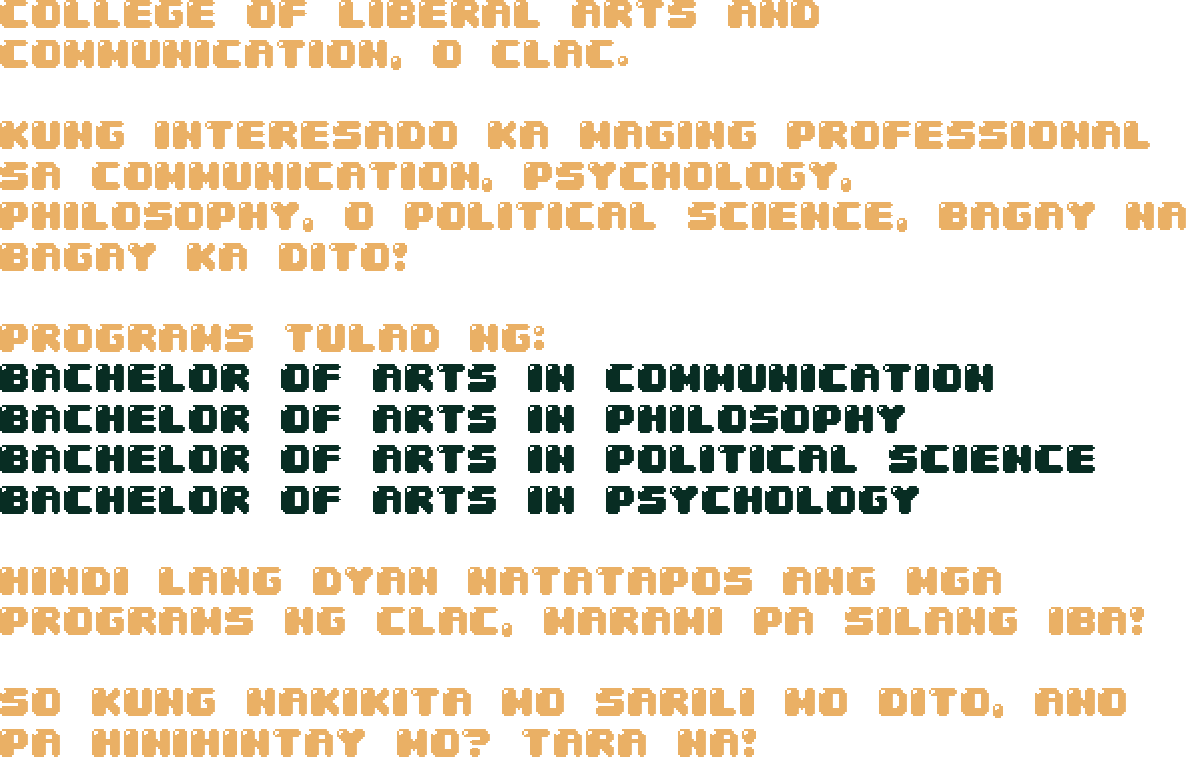 COLLEGE OF LIBERAL ARTS AND
COMMUNICATION, O CLAC.
KUNG INTERESADO KA MAGING PROFESSIONAL
SA COMMUNICATION, PSYCHOLOGY,
PHILOSOPHY, O POLITICAL SCIENCE, BAGAY NA
BAGAY KA DITO!
PROGRAMS TULAD NG:
BACHELOR OF ARTS IN COMMUNICATION
BACHELOR OF ARTS IN PHILOSOPHY
BACHELOR OF ARTS IN POLITICAL SCIENCE
BACHELOR OF ARTS IN PSYCHOLOGY
HINDI LANG DYAN NATATAPOS ANG MGA
PROGRAMS NG CLAC, MARAMI PA SILANG IBA!
SO KUNG NAKIKITA MO SARILI MO DITO, ANO
PA HINIHINTAY MO? TARA NA!